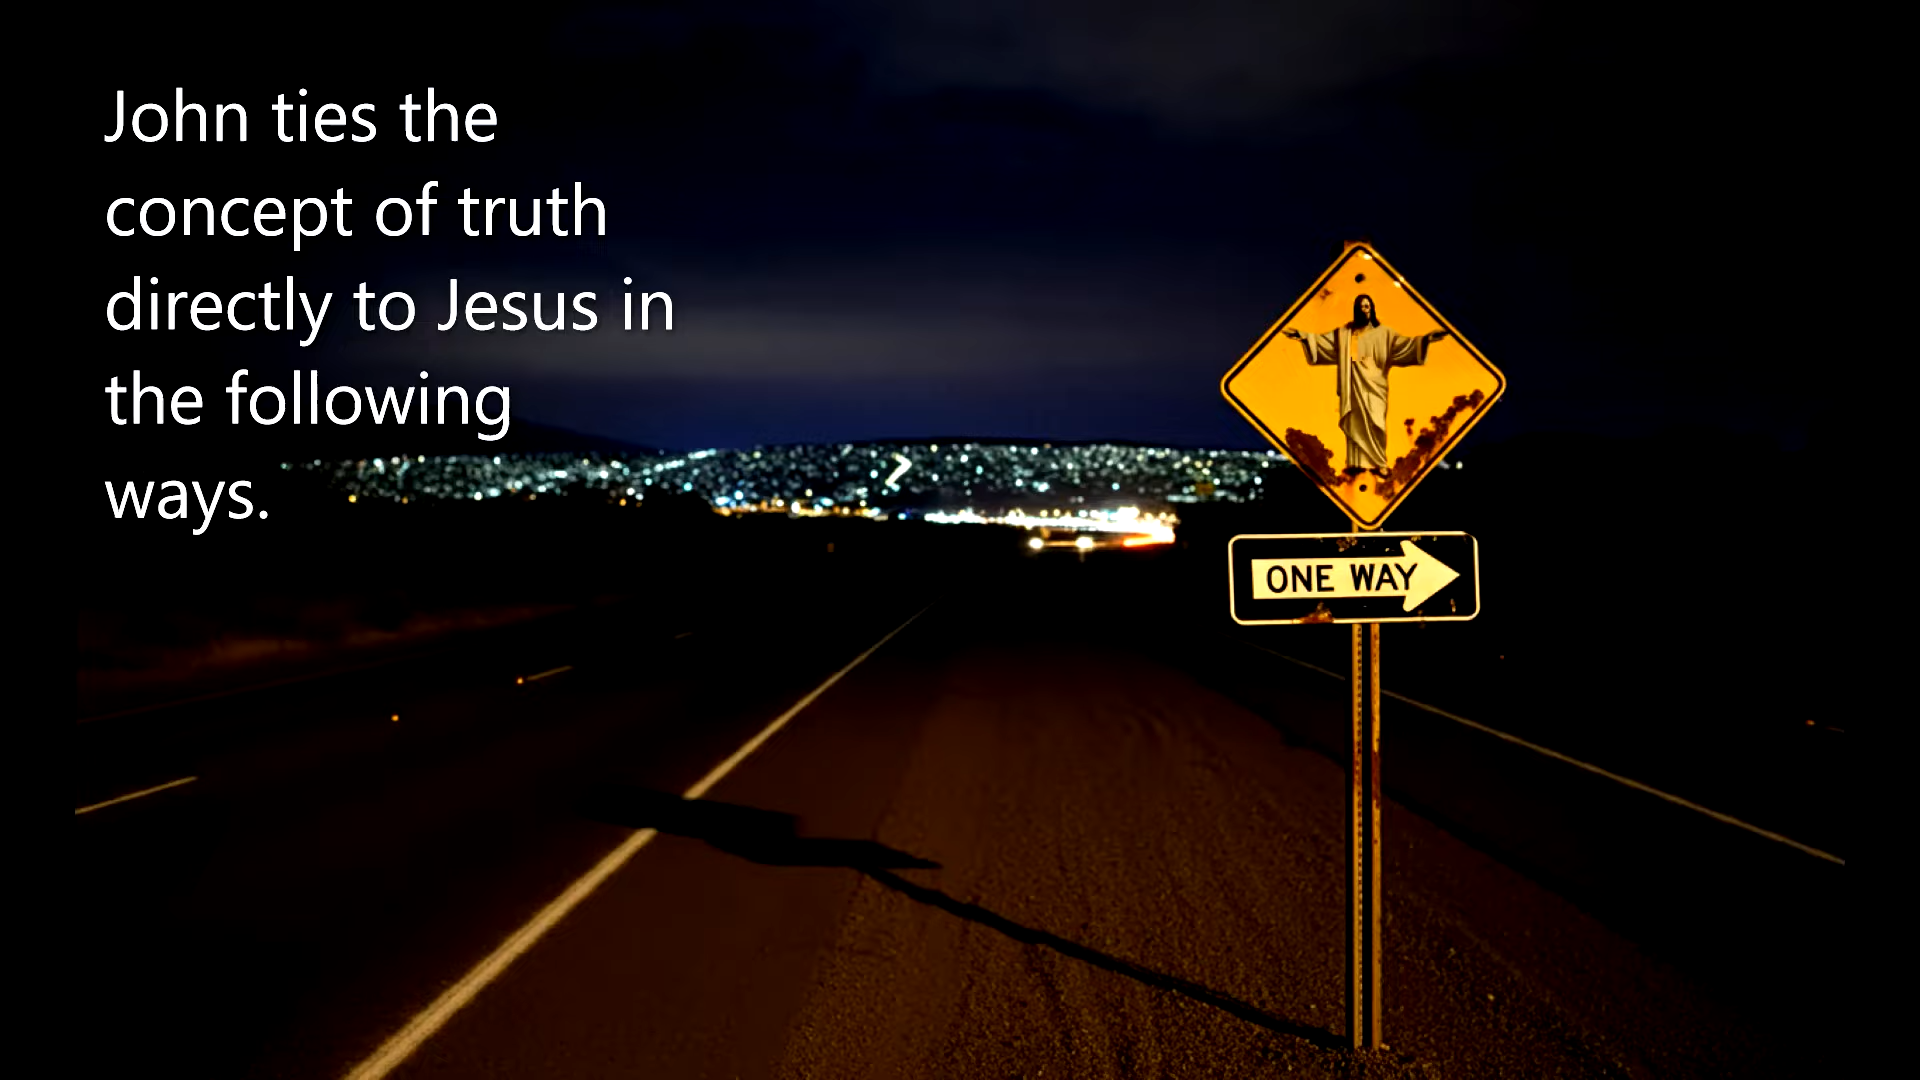 John ties the
concept of truth
directly to Jesus in
the following
ways.
ONE WAY